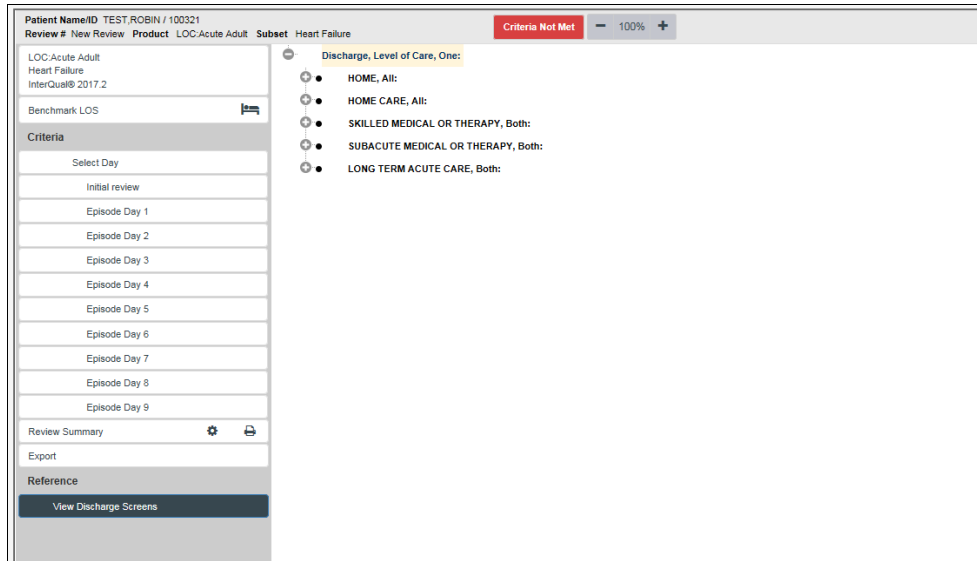 Patient Name/ID TEST,ROBIN / 100321
Review # New Review Product LOC:Acute Adult Subset Heart Failure
Criteria Not Met
100%
LOC:Acute Adult
Heart Failure
InterQual® 2017.2
Benchmark LOS
Criteria
Select Day
Initial review
Episode Day 1
Episode Day 2
Episode Day 3
Episode Day 4
Episode Day 5
Episode Day 6
Episode Day 7
Episode Day 8
Episode Day 9
Review Summary
Export
Reference
View Discharge Screens
Discharge, Level of Care, One:
HOME, All:
HOME CARE, All:
SKILLED MEDICAL OR THERAPY, Both:
SUBACUTE MEDICAL OR THERAPY, Both:
LONG TERM ACUTE CARE, Both: